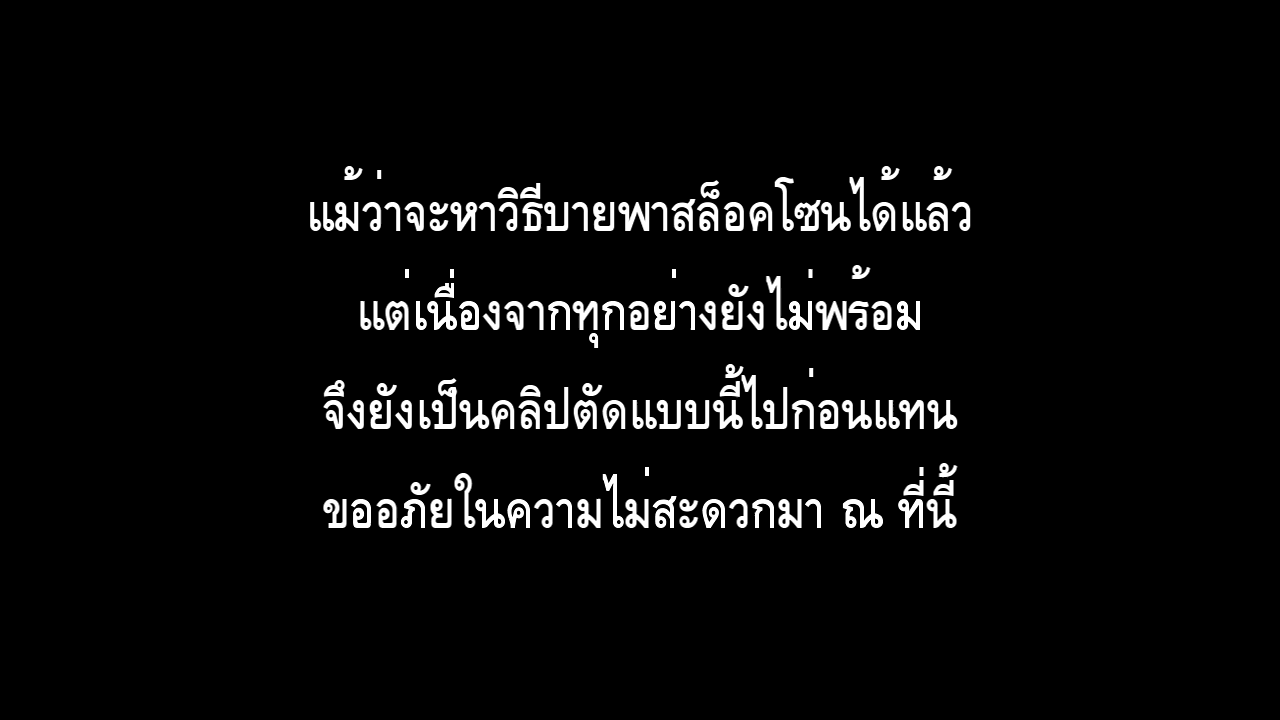 แม้ว่าจะหาวิธีบายพาสล็อคโซนได้แล้ว
แต่เนื่องจากทุกอย่างยังไม่พร้อม
จึงยังเป็นคลิปตัดแบบนี้ไปก่อนแทน
ขออภัยในความไม่สะดวกมา ณ ที่นี้